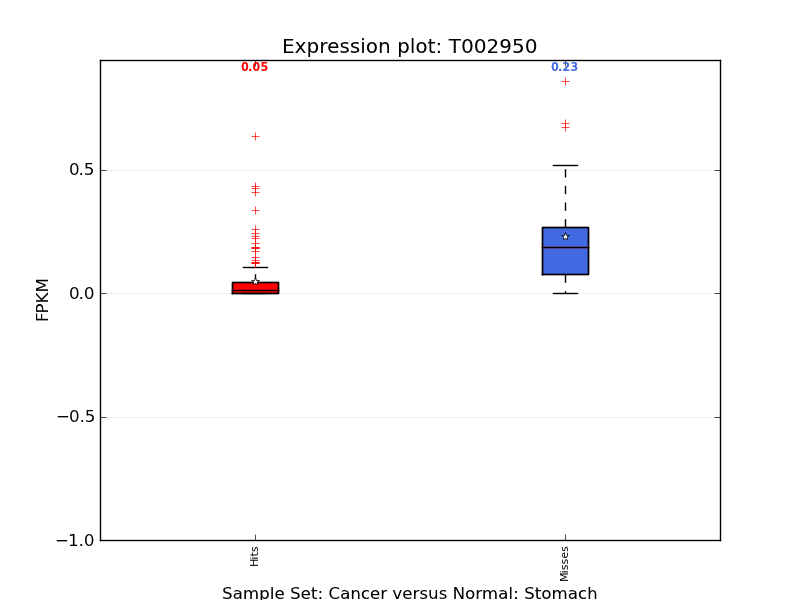 Expression plot: T002950
0.05
0.23
0.5
0.0
−0.5
−1.0
FPKM
Hits
Misses
Sample Set: Cancer versus Normal: Stomach